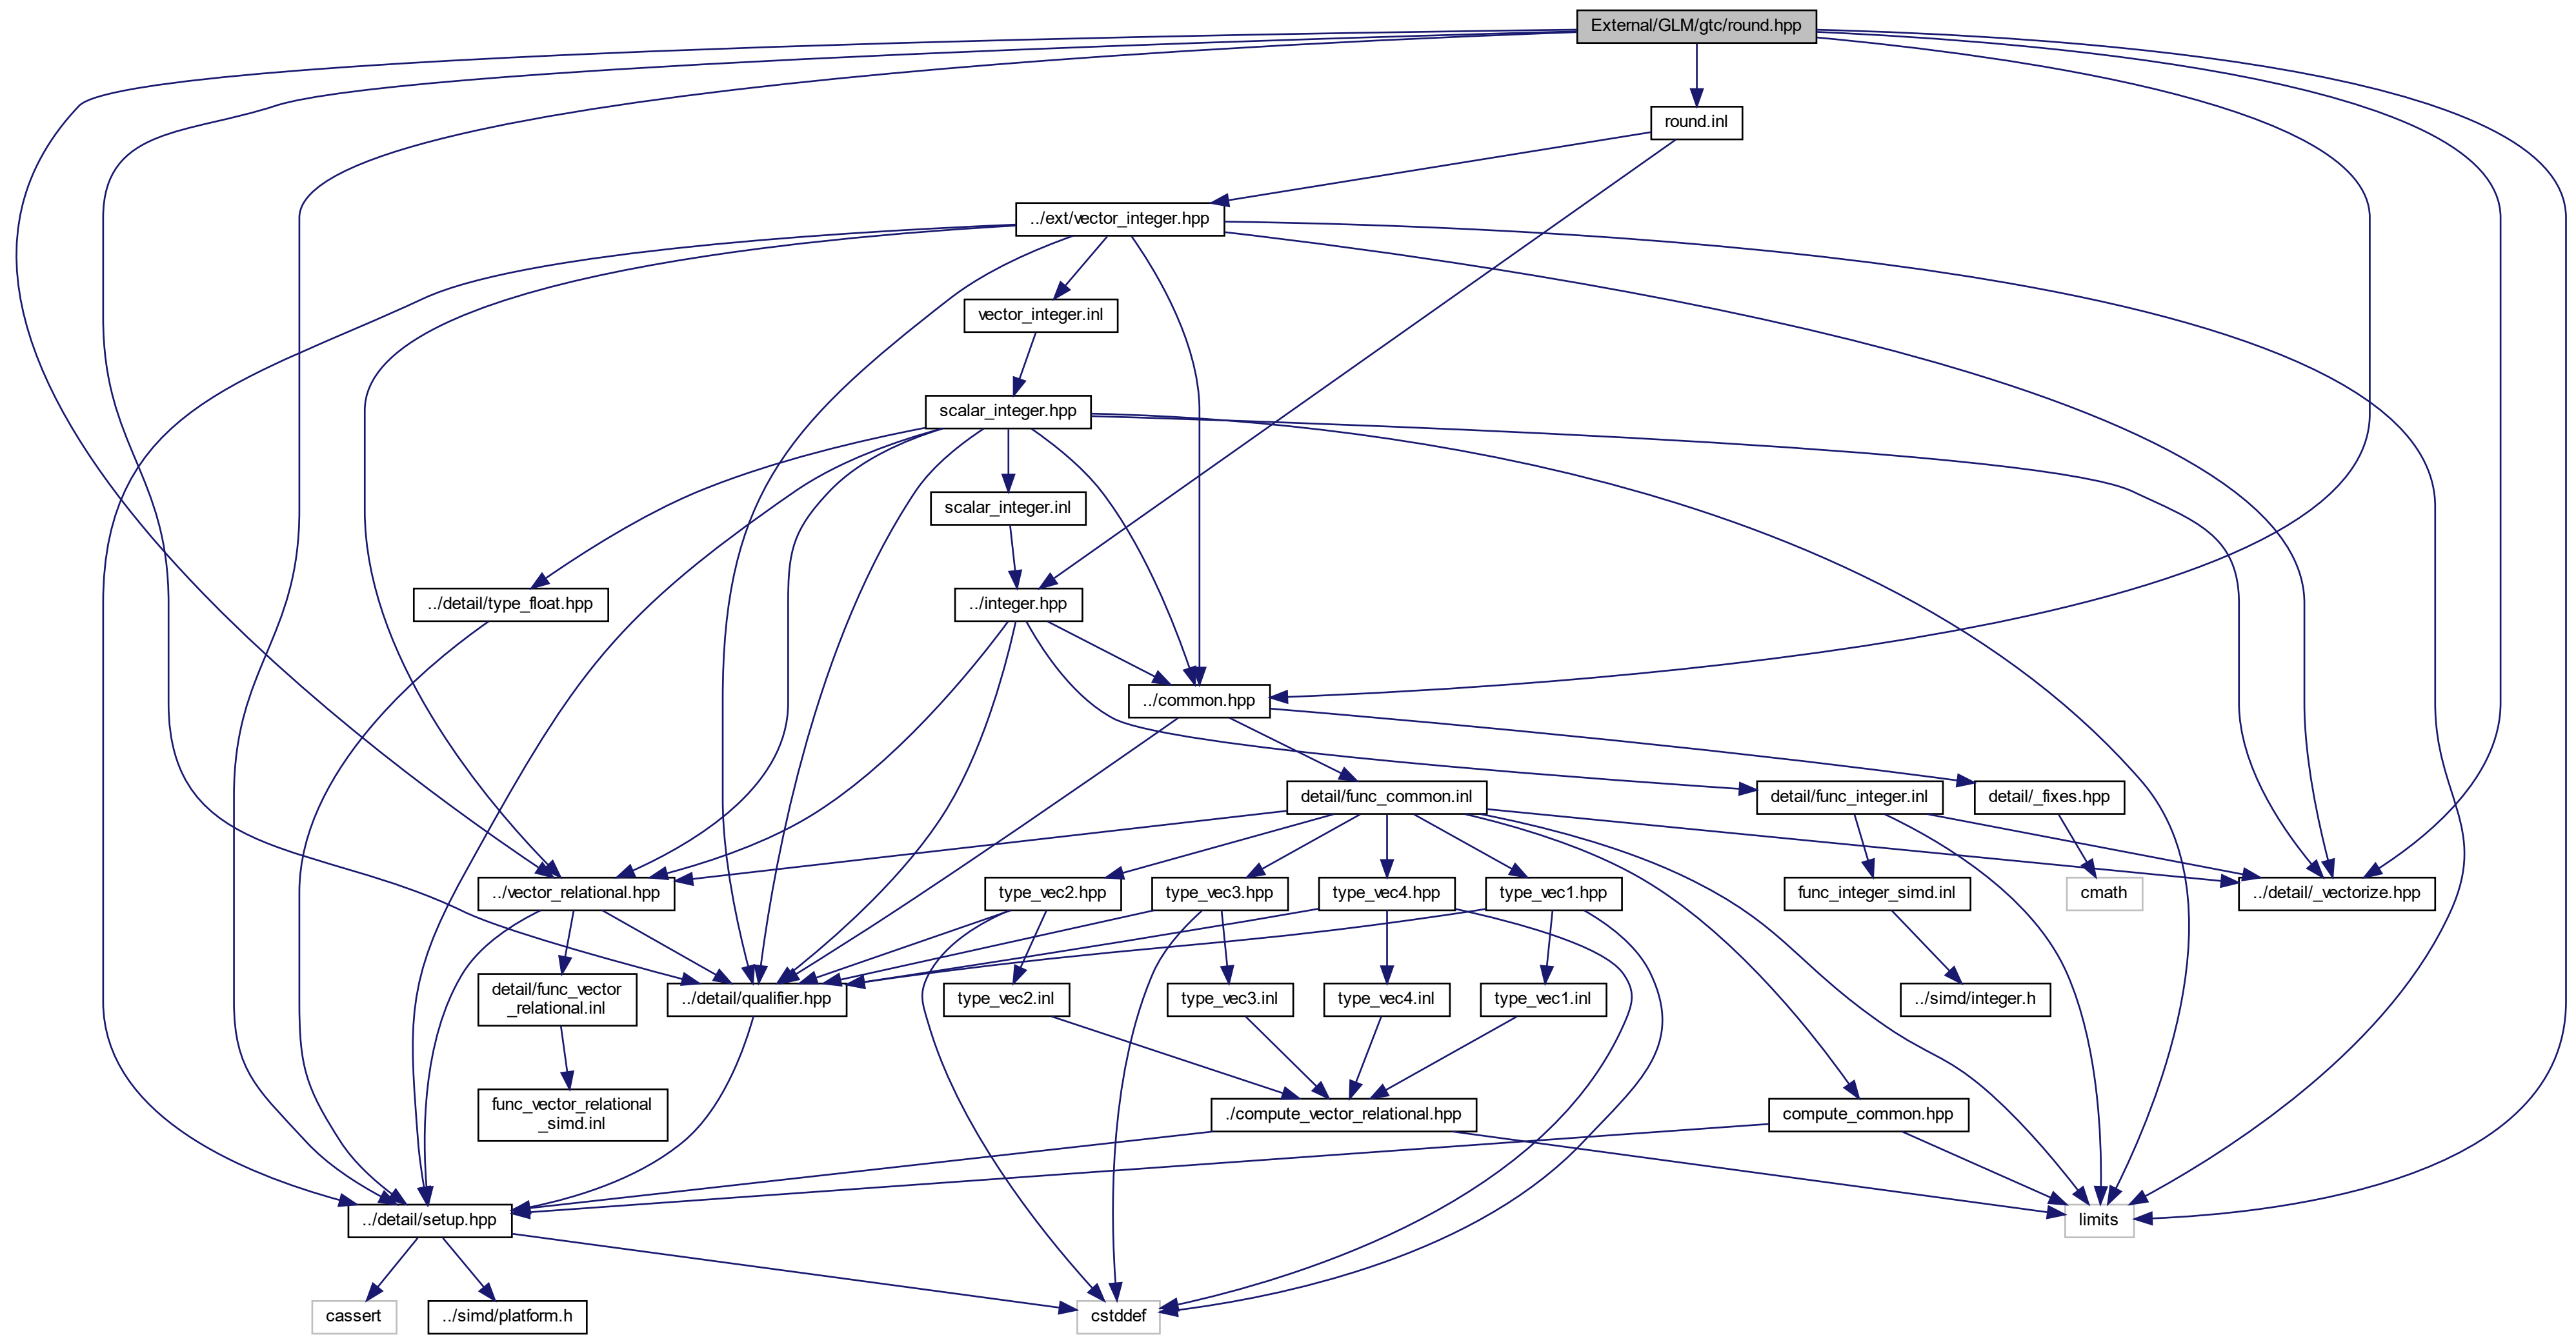 External/GLM/gtc/round.hpp
round.inl
../ext/vector_integer.hpp
vector_integer.inl
scalar_integer.hpp
scalar_integer.inl
../detail/type_float.hpp
../integer.hpp
../common.hpp
detail/func_common.inl
detail/func_integer.inl
detail/_fixes.hpp
../vector_relational.hpp
type_vec2.hpp
type_vec3.hpp
type_vec4.hpp
type_vec1.hpp
func_integer_simd.inl
cmath
../detail/_vectorize.hpp
detail/func_vector
_relational.inl
../detail/qualifier.hpp
type_vec2.inl
type_vec3.inl
type_vec4.inl
type_vec1.inl
../simd/integer.h
func_vector_relational
_simd.inl
./compute_vector_relational.hpp
compute_common.hpp
../detail/setup.hpp
limits
cassert
../simd/platform.h
cstddef